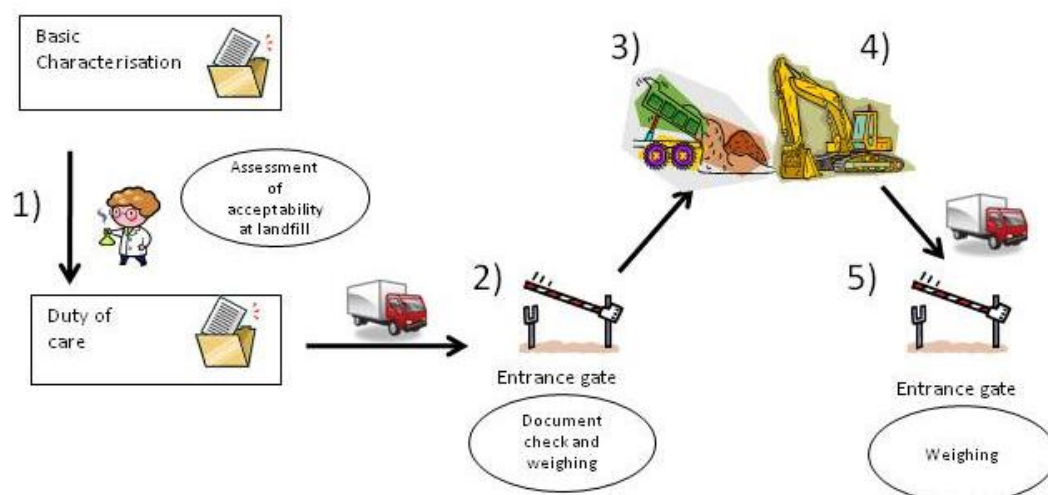 Basic
Characterisation
1)
Assessment
of
acceptability
at landfill
Duty of
care
2)
Entrance gate
Document
check and
weighing
3)
4)
5)
Entrance gate
Weighing